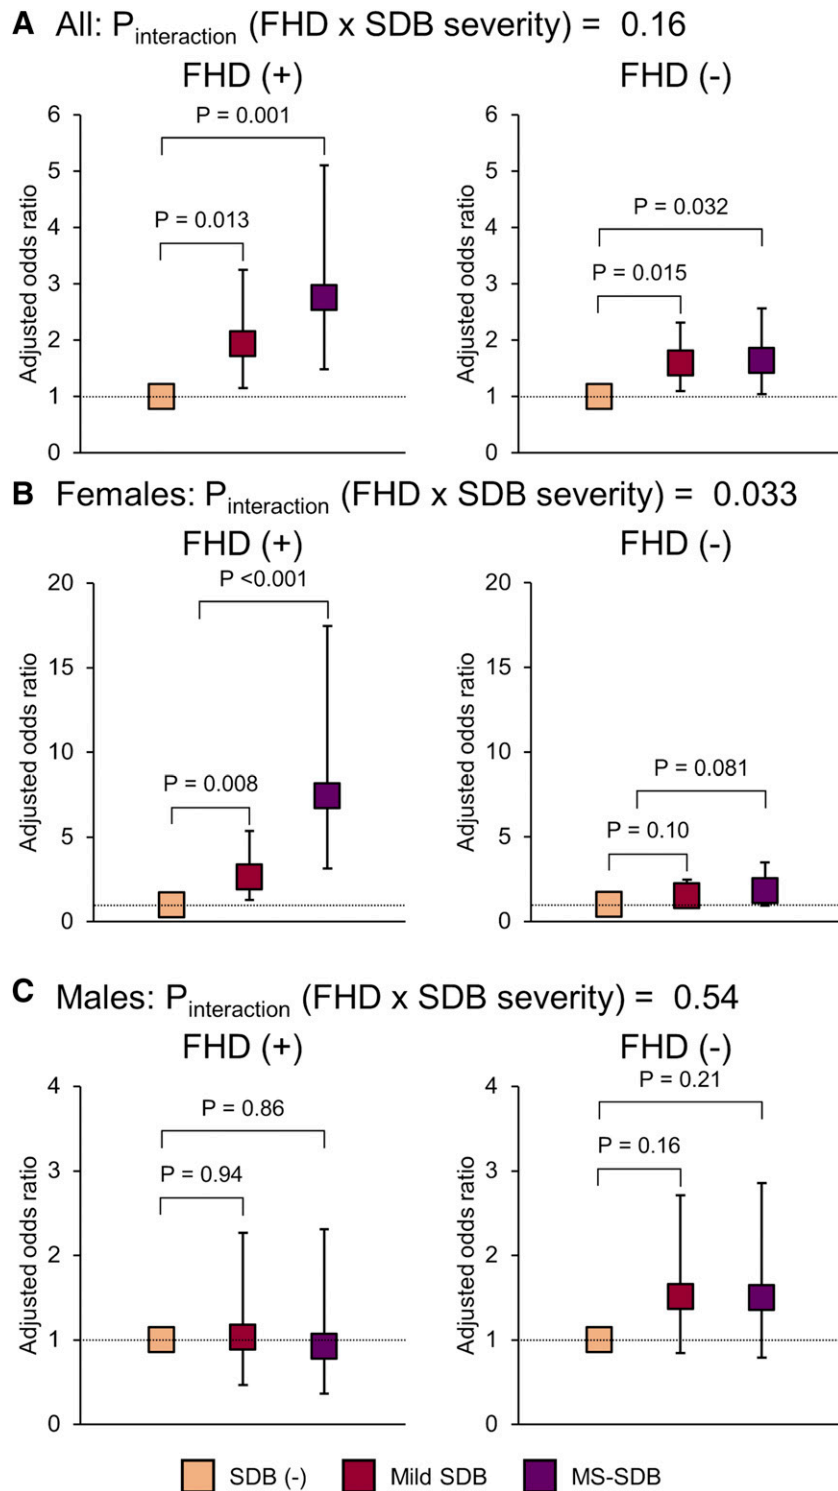 A All: Pinteraction (FHD x SDB severity) = 0.16
FHD (+)
FHD (-)
Adjusted odds ratio
6
5
4
3
2
1
0
P = 0.001
P = 0.013
Adjusted odds ratio
6
5
4
3
2
1
0
P = 0.032
P = 0.015
B Females: Pinteraction (FHD x SDB severity) = 0.033
FHD (+)
FHD (-)
Adjusted odds ratio
20
15
10
5
0
P <0.001
P = 0.008
Adjusted odds ratio
20
15
10
5
0
P = 0.081
P = 0.10
C Males: Pinteraction (FHD x SDB severity) = 0.54
FHD (+)
FHD (-)
Adjusted odds ratio
4
3
2
1
0
P = 0.86
P = 0.94
Adjusted odds ratio
4
3
2
1
0
P = 0.21
P = 0.16
SDB (-) Mild SDB MS-SDB